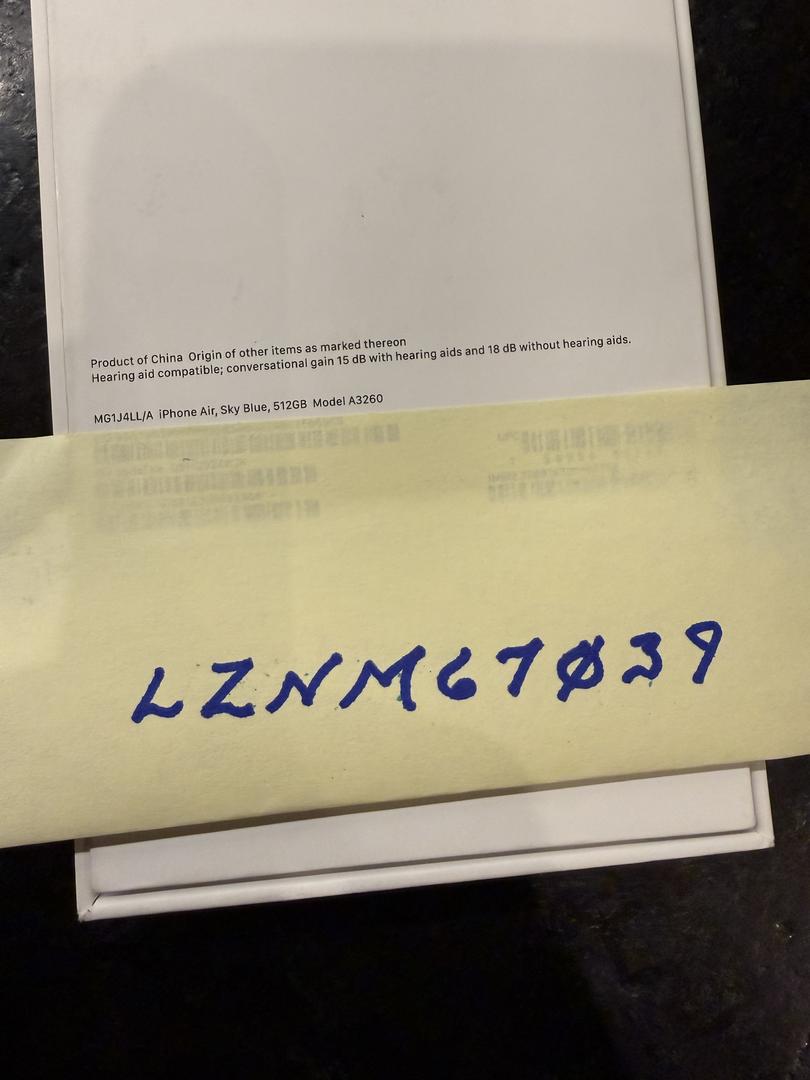 Product of China Origin of other items as marked thereon
Hearing aid compatible; conversational gain 15 dB with hearing aids and 18 dB without hearing aids.
MG1J4LL/A iPhone Air, Sky Blue, 512GB Model A3260
LZNM67Ø39